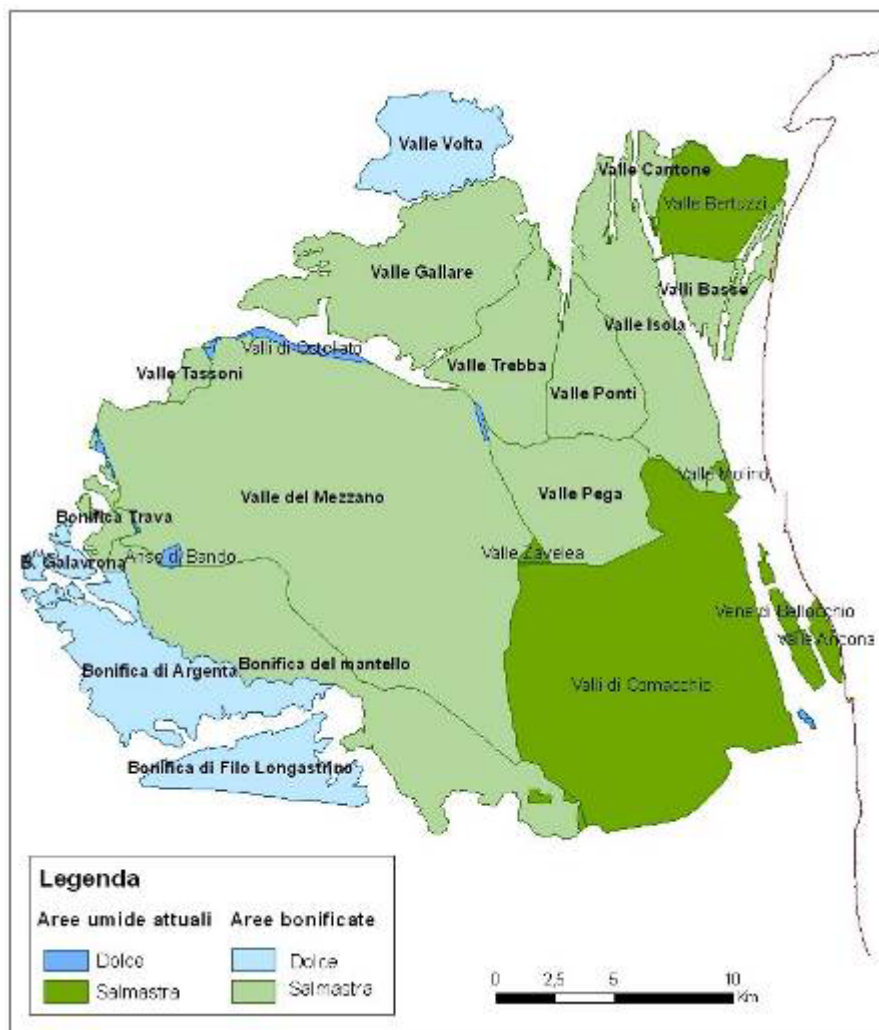 Valle Volta
Valle Cantone
Valle Bertuzzi
Valle Gallare
Valli Basse
Valle Isola
Valli di Ostellato
Valle Trebba
Valle Tassoni
Valle Ponti
Valle Molino
Valle del Mezzano
Valle Pega
Bonifica Trava
Valle Zavelea
Anse di Bando
B. Galavrona
Vene di Bellocchio
Valle Ancona
Bonifica di Argenta
Bonifica del mantello
Valli di Comacchio
Bonifica di Filo Longastrino
Legenda
Aree umide attuali Aree bonificate
Dolce Dolce
Salmastra Salmastra
0 2,5 5 10
Km